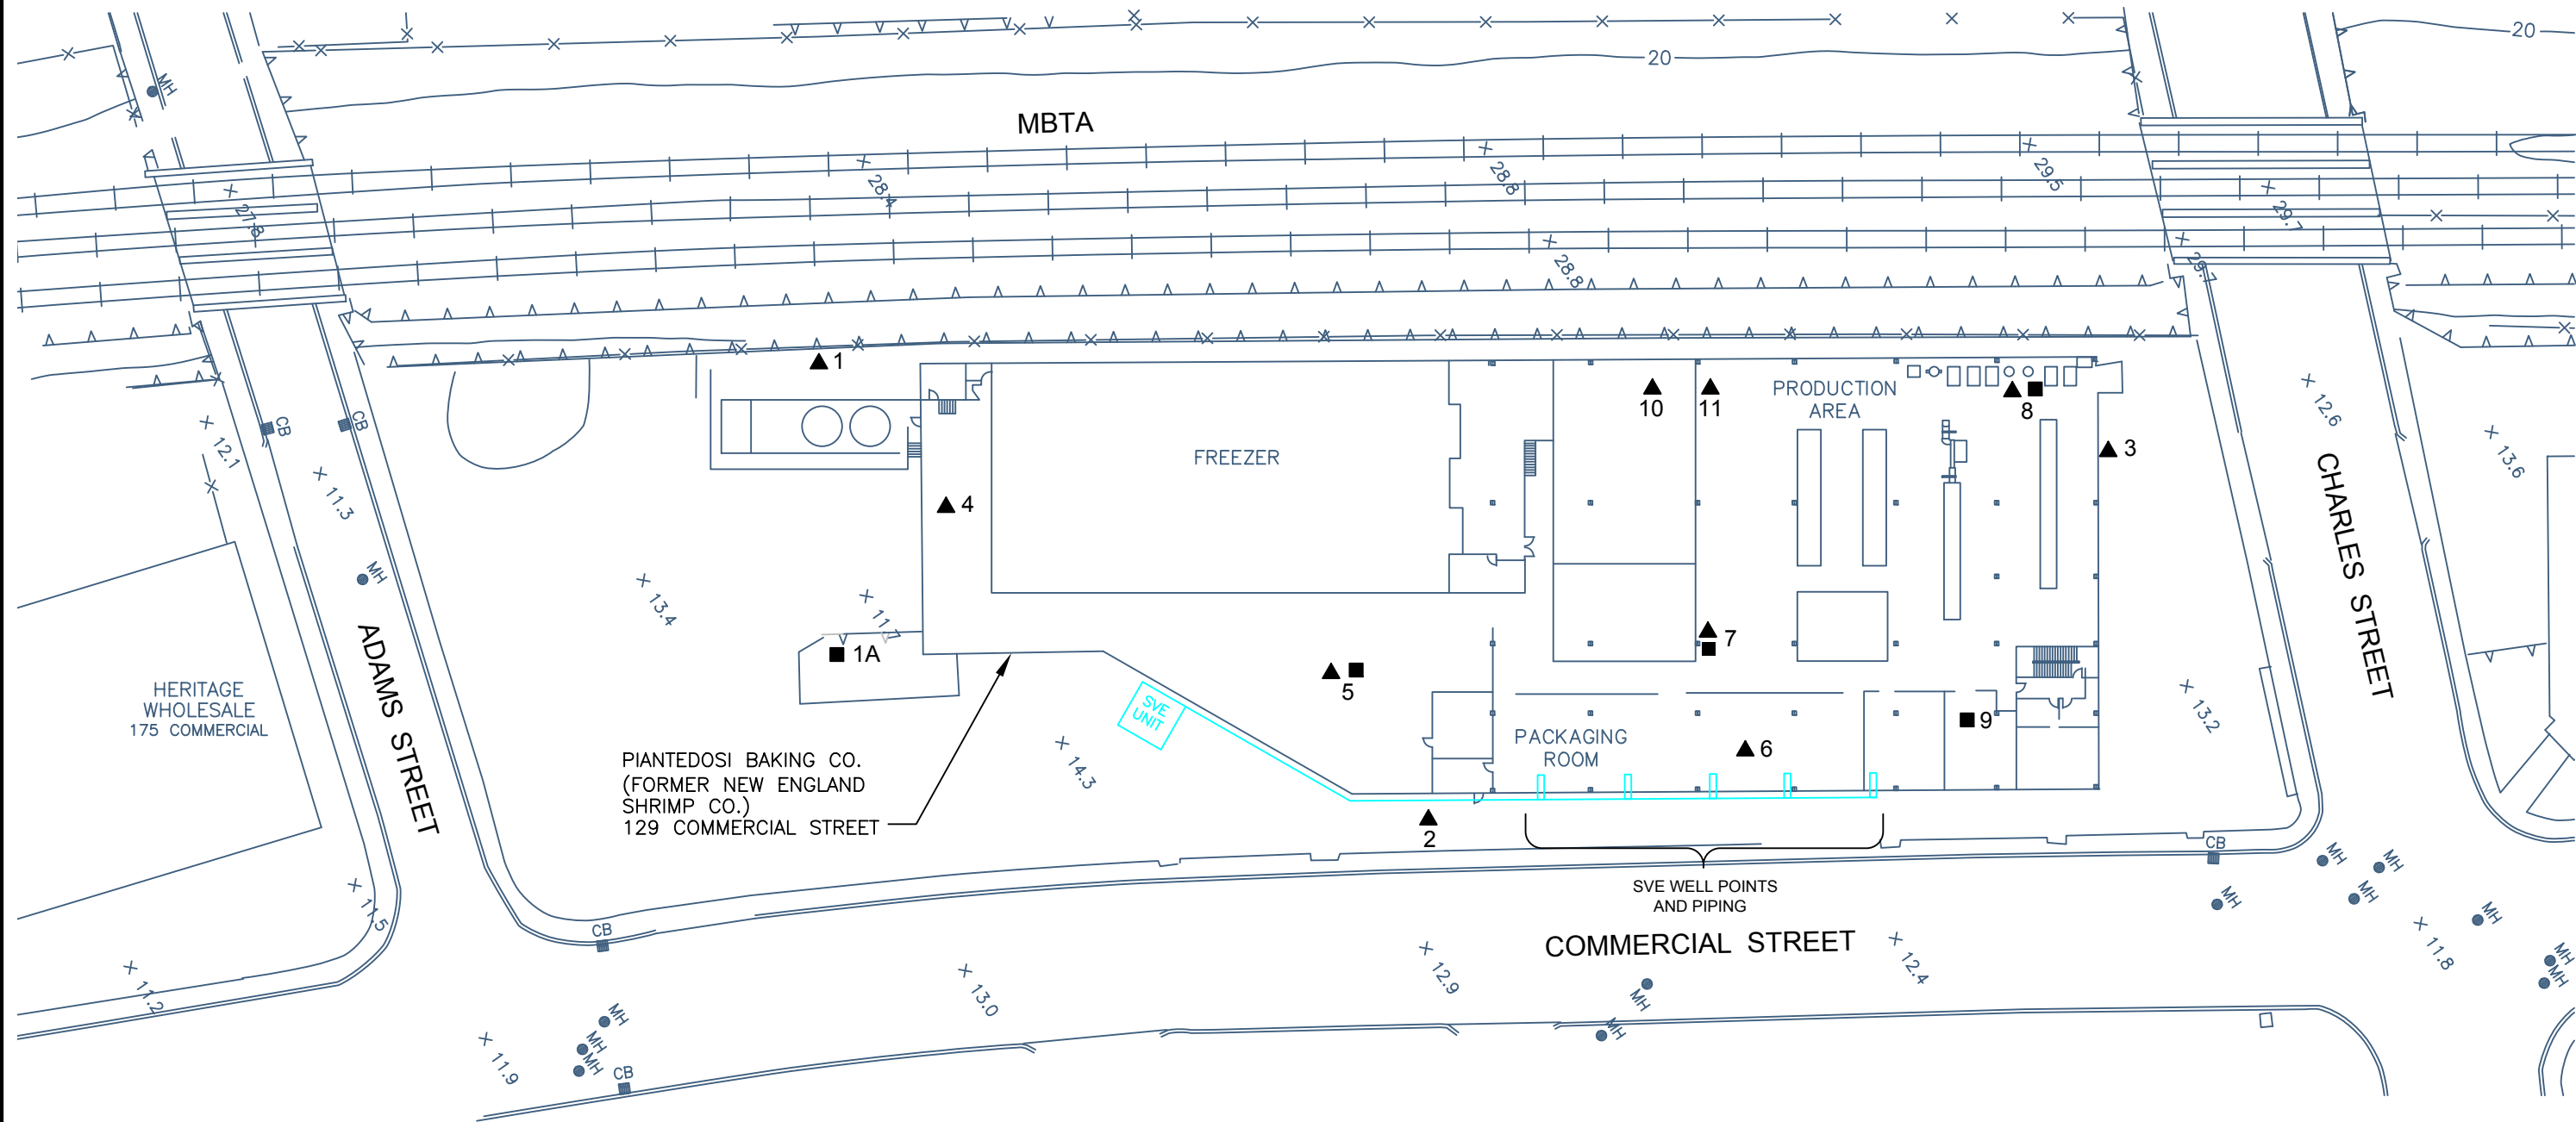 20
20
MH
MBTA
27.8
28.4
28.8
29.5
29.7
28.8
29.7
1
10
11
PRODUCTION
AREA
8
3
12.6
13.6
CB
CB
12.1
11.3
FREEZER
4
CHARLES STREET
MH
13.4
11.7
ADAMS STREET
1A
7
5
HERITAGE
WHOLESALE
175 COMMERCIAL
SVE
UNIT
13.2
9
PACKAGING
ROOM
6
14.3
PIANTEDOSI BAKING CO.
(FORMER NEW ENGLAND
SHRIMP CO.)
129 COMMERCIAL STREET
2
CB
MH
MH
MH
MH
MH
SVE WELL POINTS
AND PIPING
11.5
CB
COMMERCIAL STREET
11.8
11.2
13.0
12.9
12.4
MH
MH
MH
MH
MH
MH
MH
11.9
CB